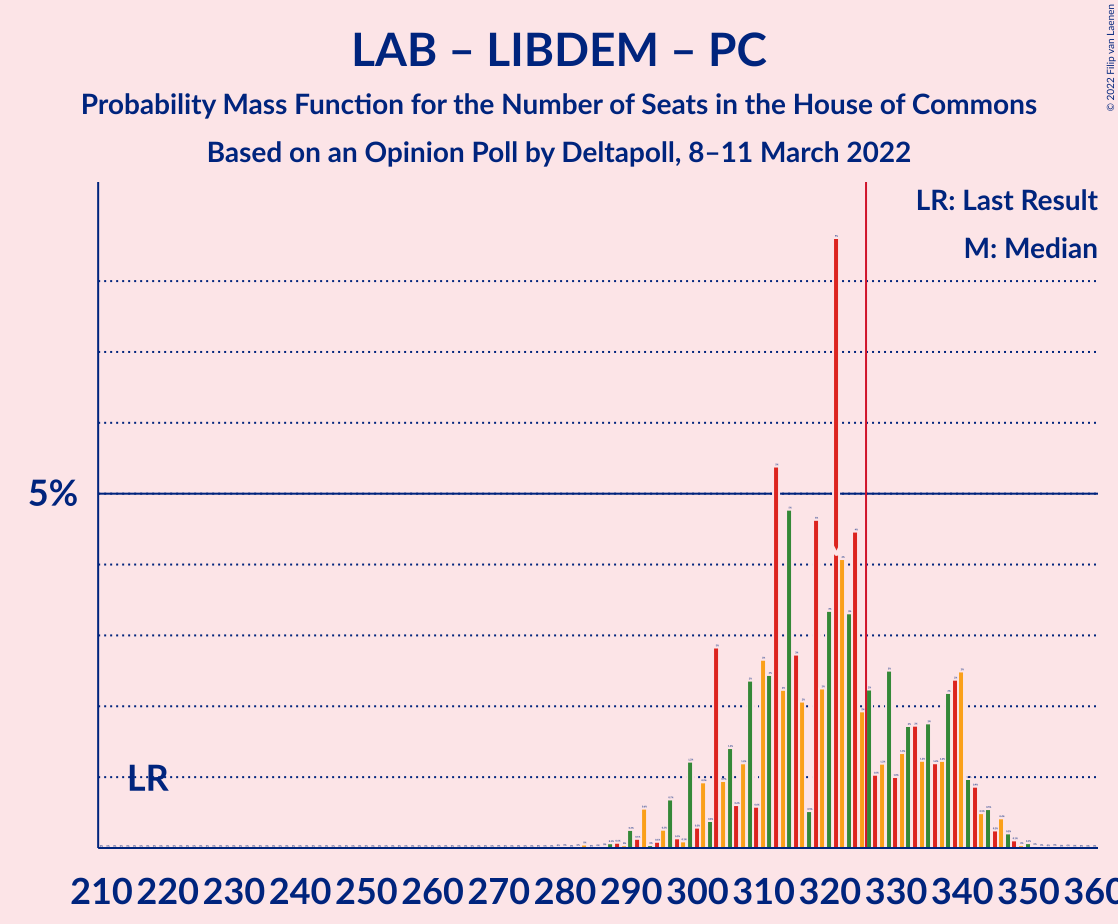 LAB – LIBDEM – PC
Probability Mass Function for the Number of Seats in the House of Commons
Based on an Opinion Poll by Deltapoll, 8–11 March 2022
© 2022 Filip van Laenen
LR: Last Result
M: Median
5%
LR
210 220 230 240 250 260 270 280 290 300 310 320 330 340 350 360